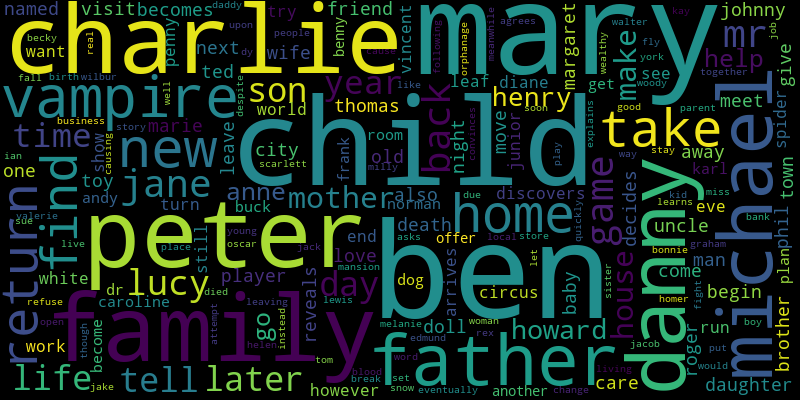 named visit becomes daddy try upon agrees walter kay job
becky charlie mary friend vincent penny benny people dy meanwhile fly york woody johnny
want real next wife ted margaret orphanage following wealthy make mr help give
fall birth wilbur well despite cause like leaf diane get see together meet
vampire son year henry back move soon explains good parent
business world thomas night junior convinces take spider
time story marie new city room play stay away town
ian causing show leave scarlett frank old child way karl
one toy jane anne milly mother also discovers game kid miss
find andy turn buck norman due quickly decides learns eve phil
return valerie sue peter young oscar jack death home danny michael bank
live place still end asks offer local store uncle bonnie graham man plan
white dr lucy player love mansion arrives ben let sister house come
refuse caroline died lewis reveals day dog circus baby homer fight begin
family leaving attempt instead melanie doll woman howard roger run boy brother
open though go helen edmund rex father jacob put
work become tom word living would
life tell later blood break set snow care daughter
jake however eventually another change